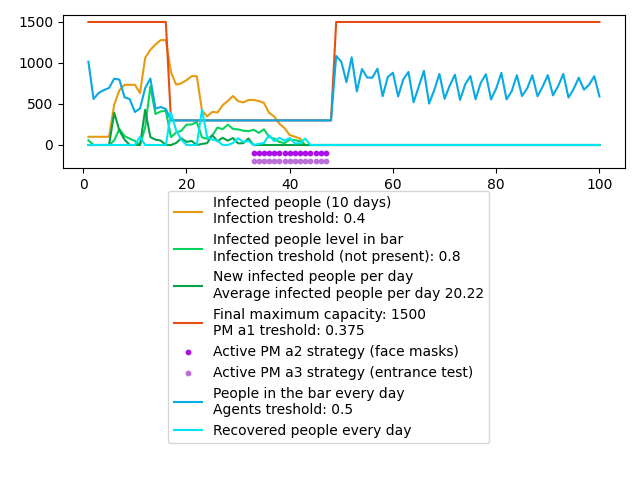 1500
1000
500
0
0 20 40 60 80 100
Infected people (10 days)
Infection treshold: 0.4
Infected people level in bar
Infection treshold (not present): 0.8
New infected people per day
Average infected people per day 20.22
Final maximum capacity: 1500
PM a1 treshold: 0.375
Active PM a2 strategy (face masks)
Active PM a3 strategy (entrance test)
People in the bar every day
Agents treshold: 0.5
Recovered people every day